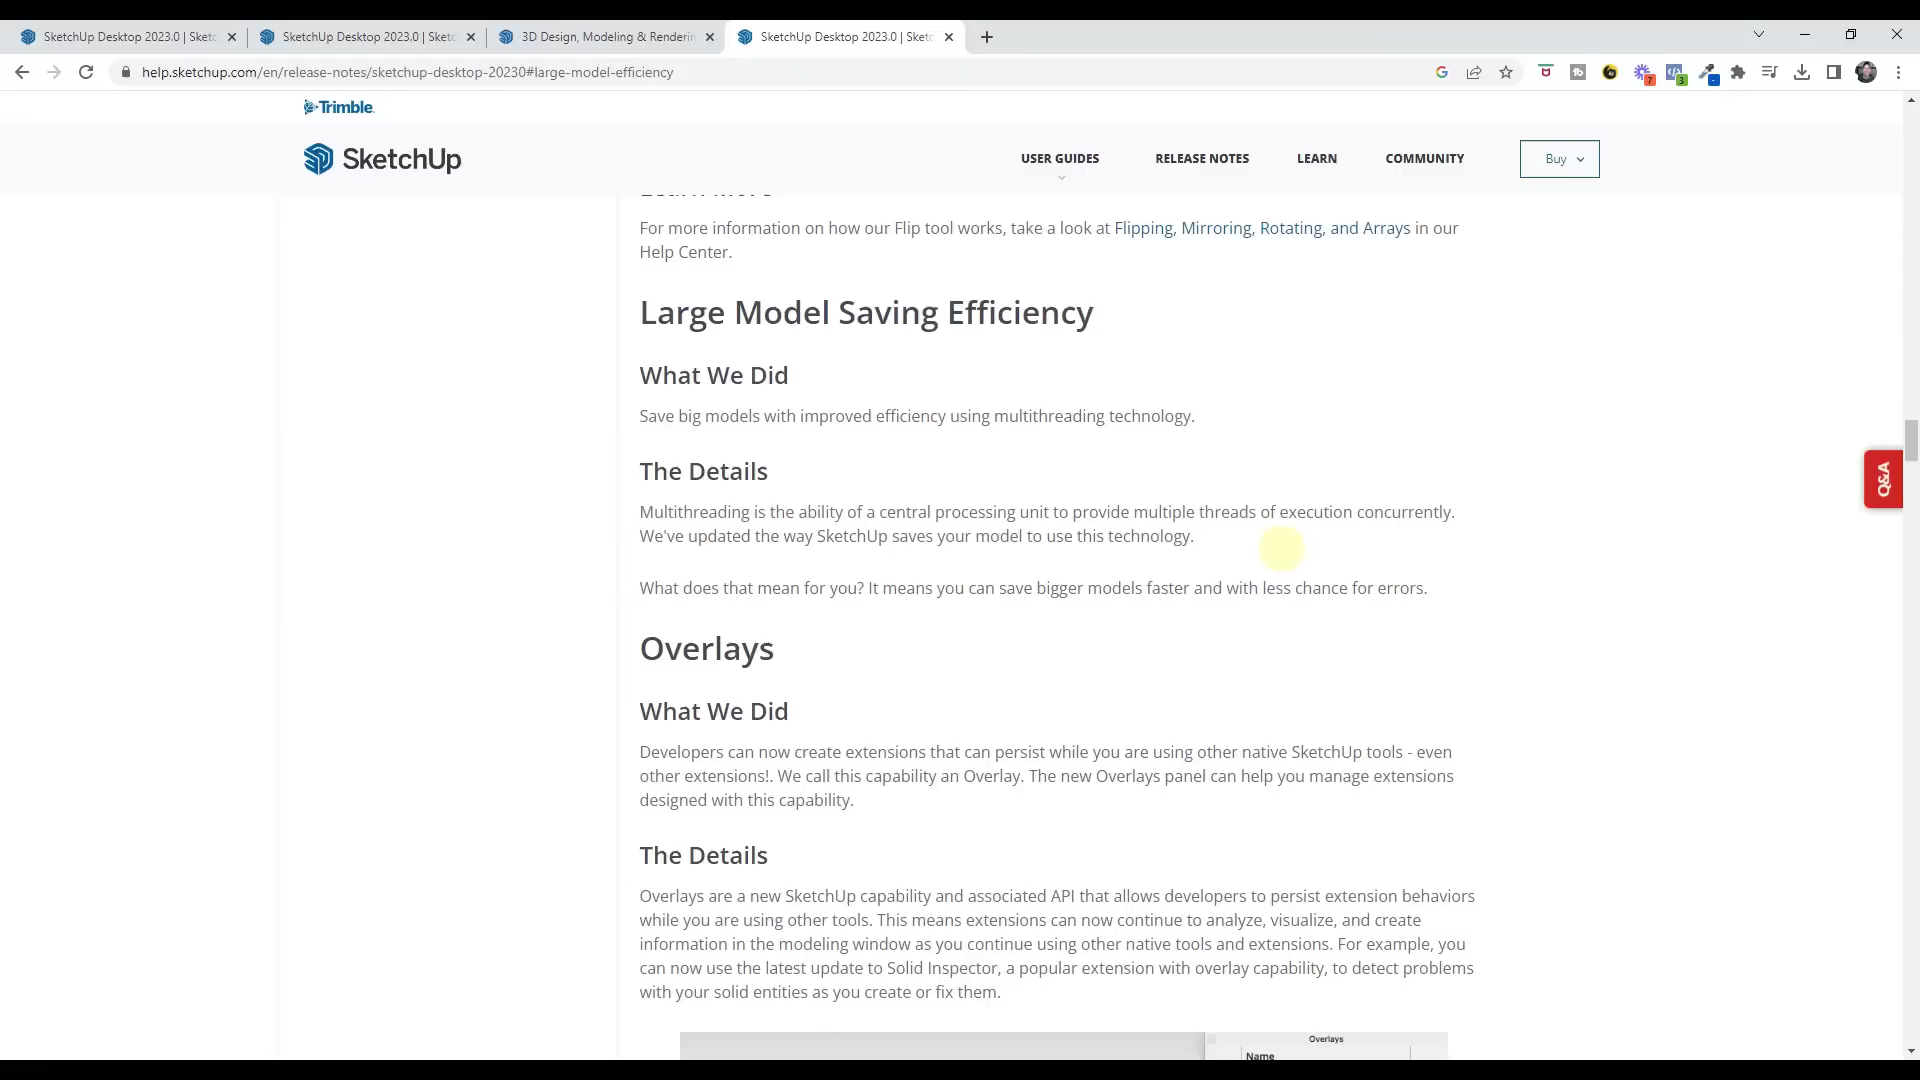 SketchUp Desktop 2023.0 | Sketc
SketchUp Desktop 2023.0 | Sketc
3D Design, Modeling & Renderin
SketchUp Desktop 2023.0 | Sketc
help.sketchup.com/en/release-notes/sketchup-desktop-20230#large-model-efficiency
7
3
Trimble.
SketchUp
USER GUIDES
RELEASE NOTES
LEARN
COMMUNITY
Buy
Learn More
For more information on how our Flip tool works, take a look at Flipping, Mirroring, Rotating, and Arrays in our
Help Center.
Large Model Saving Efficiency
What We Did
Save big models with improved efficiency using multithreading technology.
The Details
Multithreading is the ability of a central processing unit to provide multiple threads of execution concurrently.
We've updated the way SketchUp saves your model to use this technology.
What does that mean for you? It means you can save bigger models faster and with less chance for errors.
Q&A
Overlays
What We Did
Developers can now create extensions that can persist while you are using other native SketchUp tools - even
other extensions!. We call this capability an Overlay. The new Overlays panel can help you manage extensions
designed with this capability.
The Details
Overlays are a new SketchUp capability and associated API that allows developers to persist extension behaviors
while you are using other tools. This means extensions can now continue to analyze, visualize, and create
information in the modeling window as you continue using other native tools and extensions. For example, you
can now use the latest update to Solid Inspector, a popular extension with overlay capability, to detect problems
with your solid entities as you create or fix them.
Overlays
Name